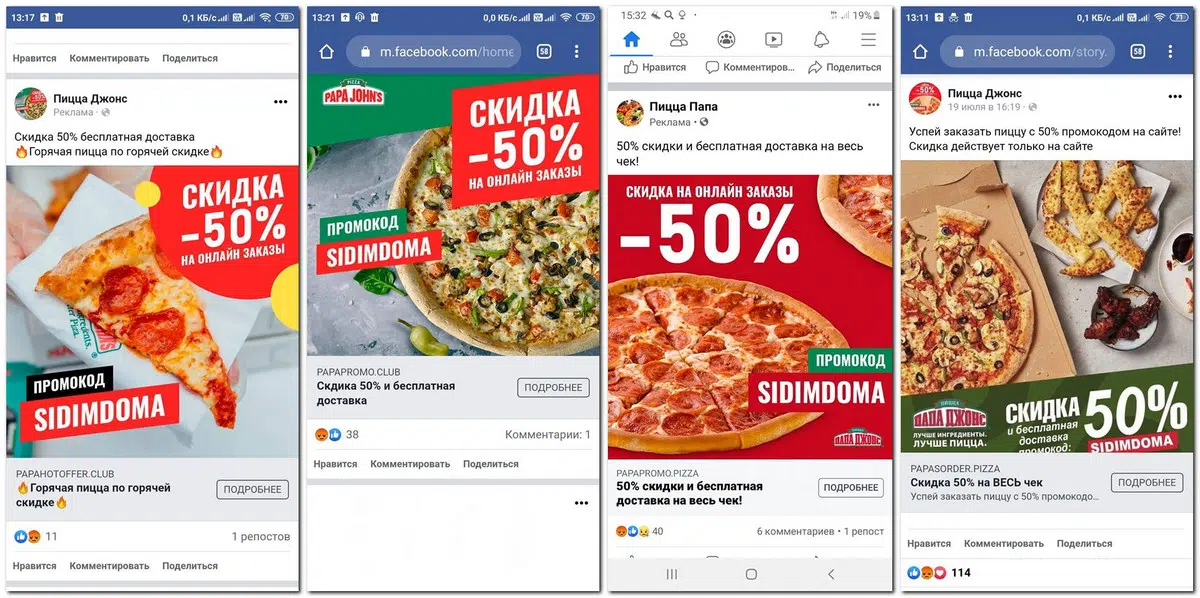 13:17
0,1 КБ/с
70
Нравится Комментировать Поделиться
Пицца Джонс
Реклама ·
Скидка 50% бесплатная доставка
🔥Горячая пицца по горячей скидке🔥
СКИДКА
-50%
НА ОНЛАЙН ЗАКАЗЫ
ПРОМОКОД
SIDIMDOMA
PAPAHOTOFFER.CLUB
🔥Горячая пицца по горячей
скидке🔥
ПОДРОБНЕЕ
11
1 репостов
Нравится Комментировать Поделиться
13:21
0,0 КБ/с
70
m.facebook.com/home
58
PIZZA
PAPA JOHN'S
СКИДКА
-50%
НА ОНЛАЙН ЗАКАЗЫ
ПРОМОКОД
SIDIMDOMA
PAPAPROMO.CLUB
Скдика 50% и бесплатная
доставка
ПОДРОБНЕЕ
38
Комментарии: 1
Нравится Комментировать Поделиться
15:32
19%
Нравится Комментиров... Поделиться
Пицца Папа
Реклама ·
50% скидки и бесплатная доставка на весь
чек!
СКИДКА НА ОНЛАЙН ЗАКАЗЫ
-50%
ПРОМОКОД
SIDIMDOMA
ПАПА ДЖОНС
PAPAPROMO.PIZZA
50% скидки и бесплатная
доставка на весь чек!
ПОДРОБНЕЕ
40
6 комментариев • 1 репост
13:11
0,1 КБ/с
71
m.facebook.com/story.
58
Пицца Джонс
19 июля в 16:19 ·
Успей заказать пиццу с 50% промокодом на сайте!
Скидка действует только на сайте
ПАПА ДЖОНС
ЛУЧШЕ ИНГРЕДИЕНТЫ.
ЛУЧШЕ ПИЦЦА.
СКИДКА 50%
и бесплатная
доставка
промокод:
SIDIMDOMA
PAPASORDER.PIZZA
Скидка 50% на ВЕСЬ чек
Успей заказать пиццу с 50% промокодо...
ПОДРОБНЕЕ
Нравится Комментировать Поделиться
114